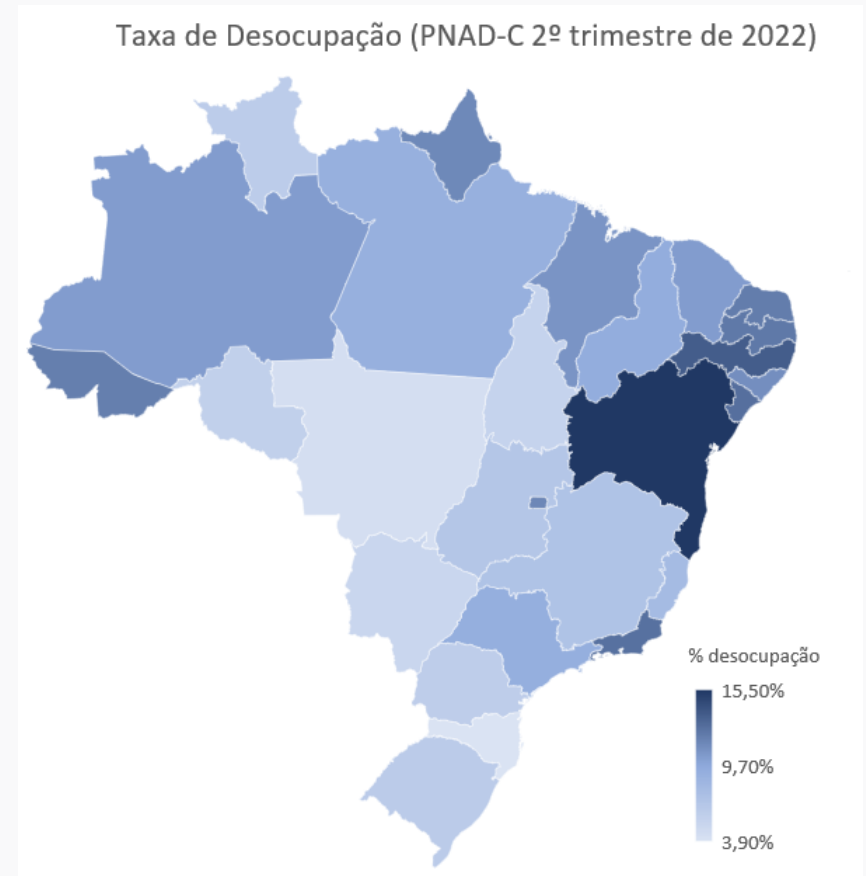 Taxa de Desocupação (PNAD-C 2º trimestre de 2022)
% desocupação
15,50%
9,70%
3,90%